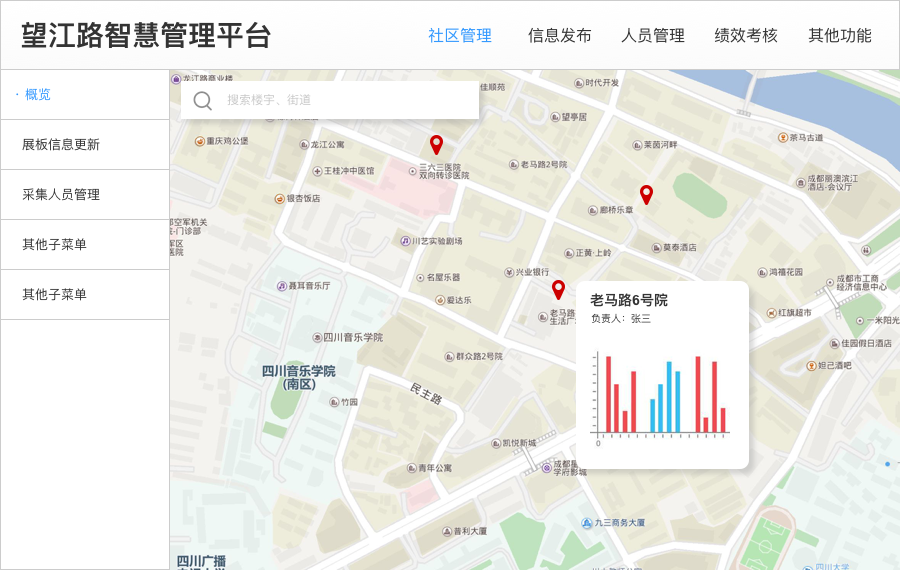 望江路智慧管理平台
社区管理
信息发布
人员管理
绩效考核
其他功能
· 概览
展板信息更新
采集人员管理
其他子菜单
其他子菜单
龙江路商业楼
搜索楼宇、街道
佳顺苑
时代开发
望亭居
茶马古道
重庆鸡公堡
龙江公寓
莱茵河畔
三六三医院
双向转诊医院
老马路2号院
王桂冲中医馆
成都丽澳滨江
酒店-会议厅
银杏饭店
廊桥乐章
部空军机关
-门诊部
军区
医院
川艺实验剧场
正黄·上岭
莫泰酒店
名屋乐器
兴业银行
鸿禧花园
成都市工商
经济信息中心
聂耳音乐厅
爱达乐
老马路
生活广
红旗超市
一米阳光
老马路6号院
负责人：张三
四川音乐学院
佳园假日酒店
群众路2号院
妲己酒吧
四川音乐学院
(南区)
民主路
竹园
0
凯悦新城
青年公寓
成都星
学府影城
九三商务大厦
普利大厦
四川广播
四川大学